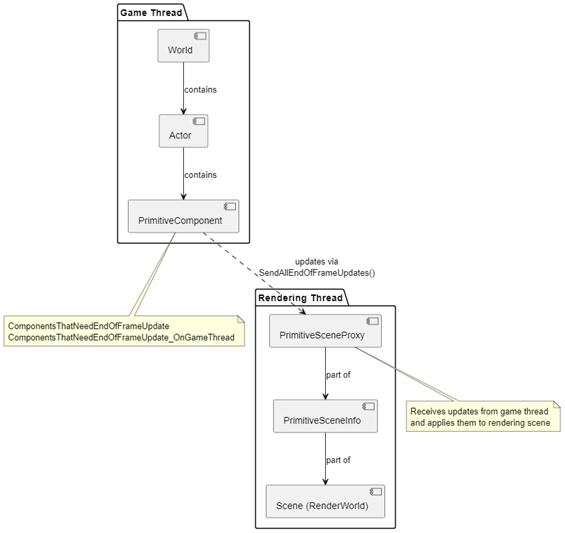 Game Thread
World
contains
Actor
contains
PrimitiveComponent
updates via
SendAllEndOfFrameUpdates()
Rendering Thread
ComponentsThatNeedEndOfFrameUpdate
ComponentsThatNeedEndOfFrameUpdate_OnGameThread
PrimitiveSceneProxy
part of
Receives updates from game thread
and applies them to rendering scene
PrimitiveSceneInfo
part of
Scene (RenderWorld)